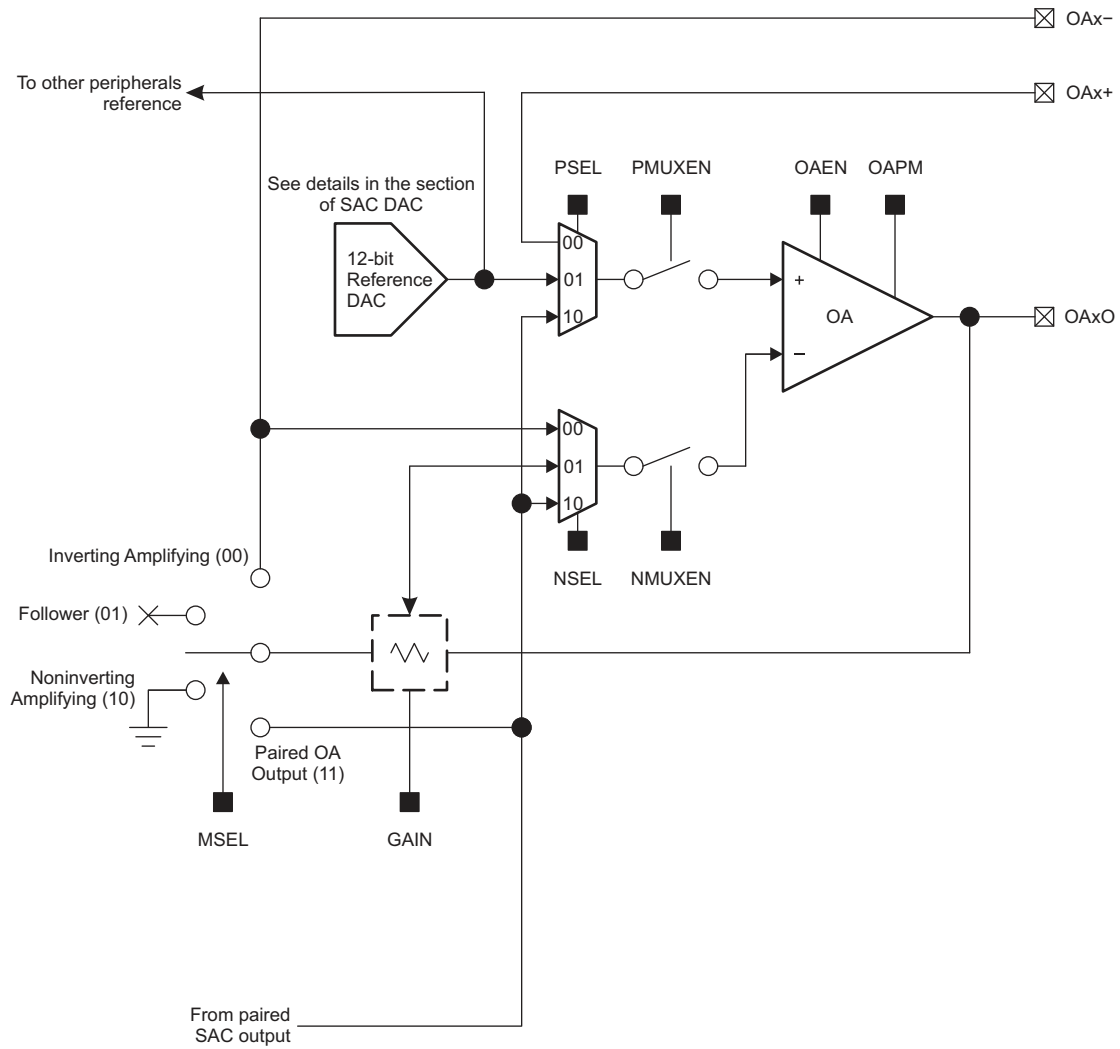 OAx−
To other peripherals
reference
OAx+
PSEL
PMUXEN
OAEN
OAPM
See details in the section
of SAC DAC
12-bit
Reference
DAC
00
01
10
+
−
OA
OAxO
00
01
10
NSEL
NMUXEN
Inverting Amplifying (00)
Follower (01)
Noninverting
Amplifying (10)
Paired OA
Output (11)
MSEL
GAIN
From paired
SAC output